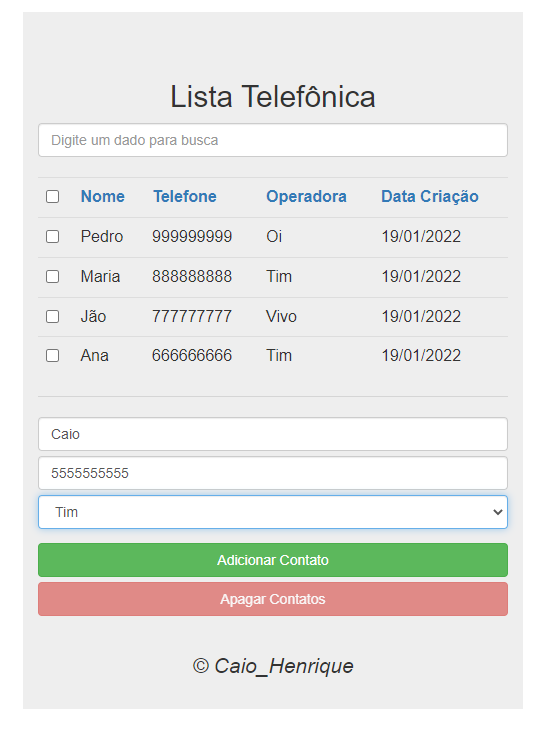 Lista Telefônica
Digite um dado para busca
Nome Telefone Operadora Data Criação
Pedro 999999999 Oi 19/01/2022
Maria 888888888 Tim 19/01/2022
Jão 777777777 Vivo 19/01/2022
Ana 666666666 Tim 19/01/2022
Caio
5555555555
Tim
Adicionar Contato
Apagar Contatos
© Caio_Henrique